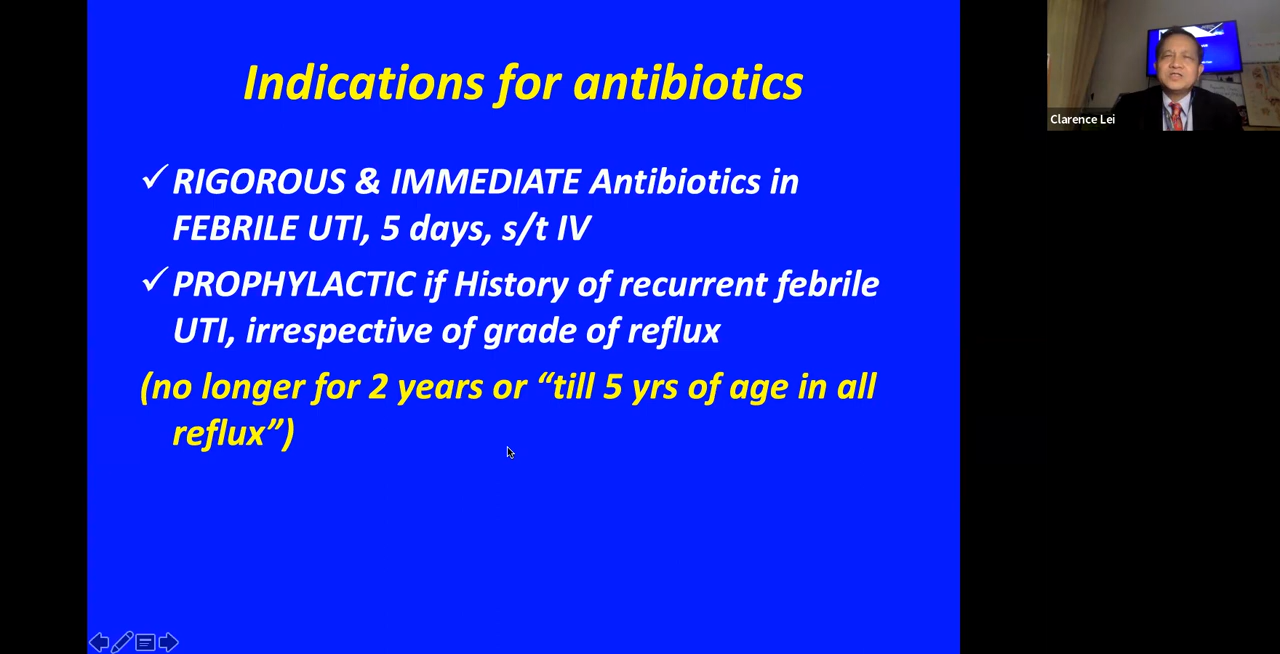 Indications for antibiotics
RIGOROUS & IMMEDIATE Antibiotics in
FEBRILE UTI, 5 days, s/t IV
PROPHYLACTIC if History of recurrent febrile
UTI, irrespective of grade of reflux
(no longer for 2 years or “till 5 yrs of age in all
reflux”)
Clarence Lei